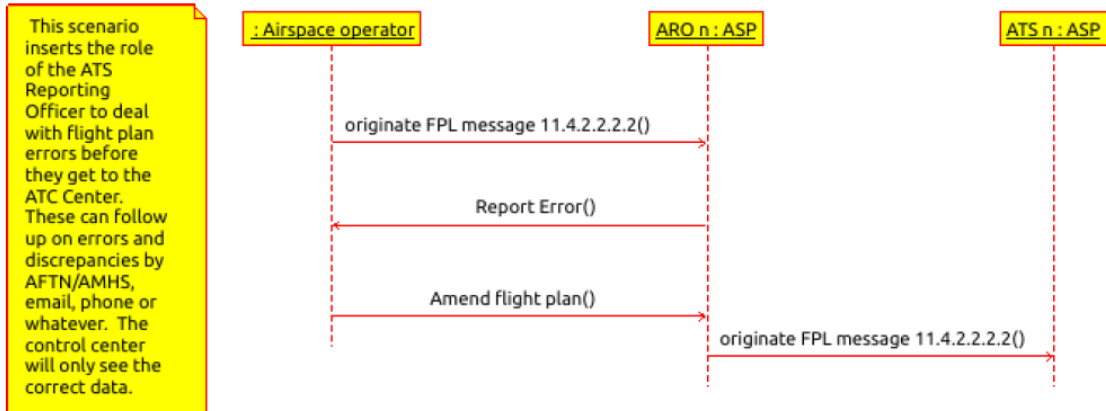 This scenario
inserts the role
of the ATS
Reporting
Officer to deal
with flight plan
errors before
they get to the
ATC Center.
These can follow
up on errors and
discrepancies by
AFTN/AMHS,
email, phone or
whatever.  The
control center
will only see the
correct data.
: Airspace operator
ARO n : ASP
ATS n : ASP
originate FPL message 11.4.2.2.2.2()
Report Error()
Amend flight plan()
originate FPL message 11.4.2.2.2.2()